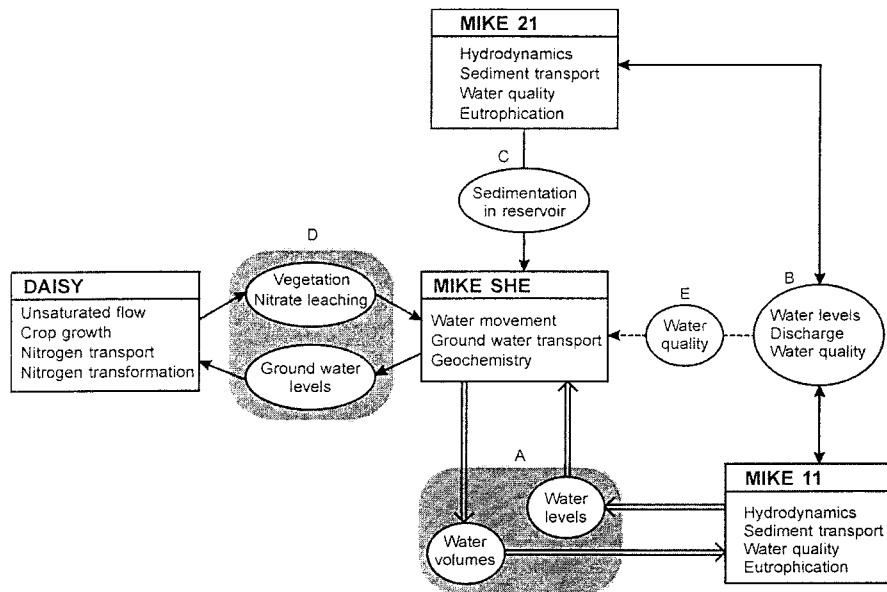 MIKE 21
Hydrodynamics
Sediment transport
Water quality
Eutrophication
C
Sedimentation
in reservoir
D
DAISY
Unsaturated flow
Crop growth
Nitrogen transport
Nitrogen transformation
Vegetation
Nitrate leaching
Ground water
levels
MIKE SHE
Water movement
Ground water transport
Geochemistry
E
Water
quality
B
Water levels
Discharge
Water quality
A
Water
levels
Water
volumes
MIKE 11
Hydrodynamics
Sediment transport
Water quality
Eutrophication